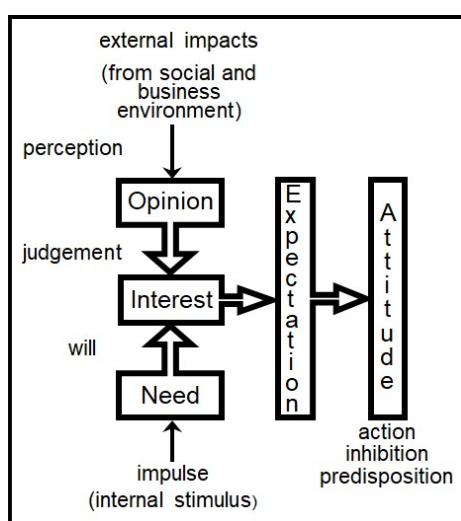 external impacts
(from social and
business
environment)
perception
Opinion
judgement
Interest
will
Need
impulse
(internal stimulus)
Expectation
Attitude
action
inhibition
predisposition